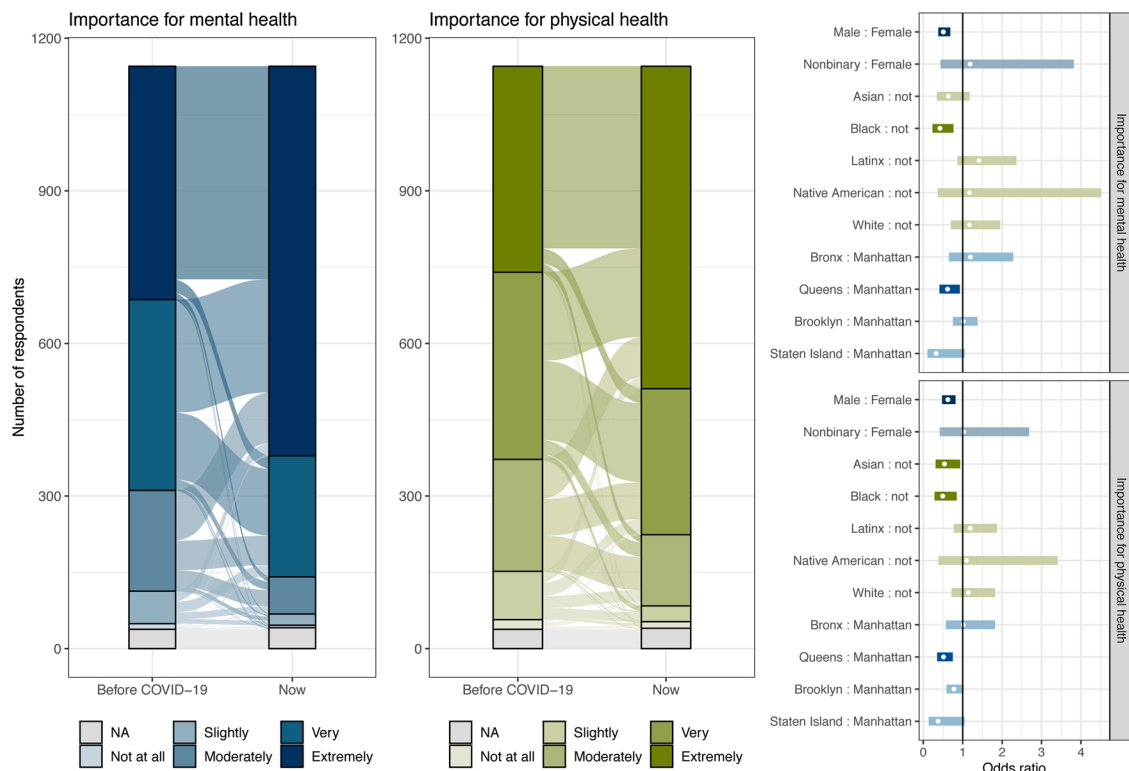 Importance for mental health
Importance for physical health
1200
900
600
300
0
Number of respondents
Before COVID−19
Now
Before COVID−19
Now
NA
Slightly
Very
Not at all
Moderately
Extremely
NA
Slightly
Very
Not at all
Moderately
Extremely
Male : Female
Nonbinary : Female
Asian : not
Black : not
Latinx : not
Native American : not
White : not
Bronx : Manhattan
Queens : Manhattan
Brooklyn : Manhattan
Staten Island : Manhattan
Importance for mental health
Male : Female
Nonbinary : Female
Asian : not
Black : not
Latinx : not
Native American : not
White : not
Bronx : Manhattan
Queens : Manhattan
Brooklyn : Manhattan
Staten Island : Manhattan
Importance for physical health
0
1
2
3
4
Odds ratio